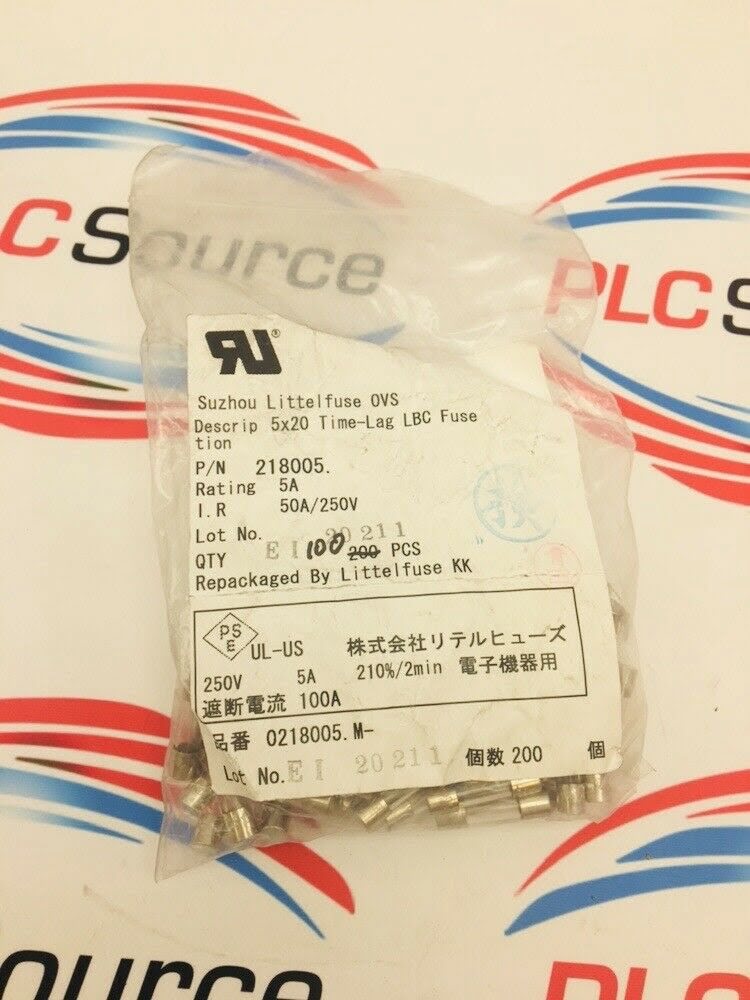 PLC Source
PLC Source
Suzhou Littelfuse OVS
Descrip 5x20 Time-Lag LBC Fuse
tion
P/N 218005.
Rating 5A
I.R 50A/250V
Lot No. EI 20211
QTY 100 200 PCS
Repackaged By Littelfuse KK
PS
E
UL-US 株式会社リテルヒューズ
250V 5A 210%/2min 電子機器用
遮断電流 100A
品番 0218005.M-
Lot No. EI 20211 個数 200 個
ource
PLC